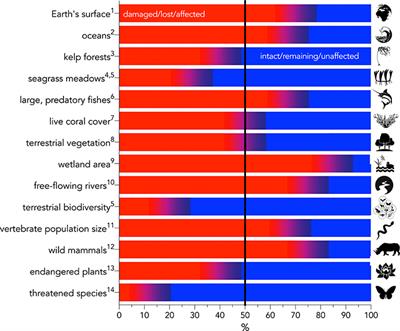 Earth's surface1
damaged/lost/affected
oceans2
kelp forests3
intact/remaining/unaffected
seagrass meadows4,5
large, predatory fishes6
live coral cover7
terrestrial vegetation8
wetland area9
free-flowing rivers10
terrestrial biodiversity5
vertebrate population size11
wild mammals12
endangered plants13
threatened species14
0 10 20 30 40 50 60 70 80 90 100
%